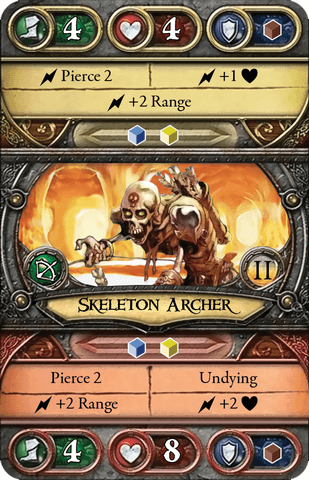 4 4
Pierce 2 +1
+2 Range
SKELETON ARCHER
II
Pierce 2 Undying
+2 Range +2
4 8